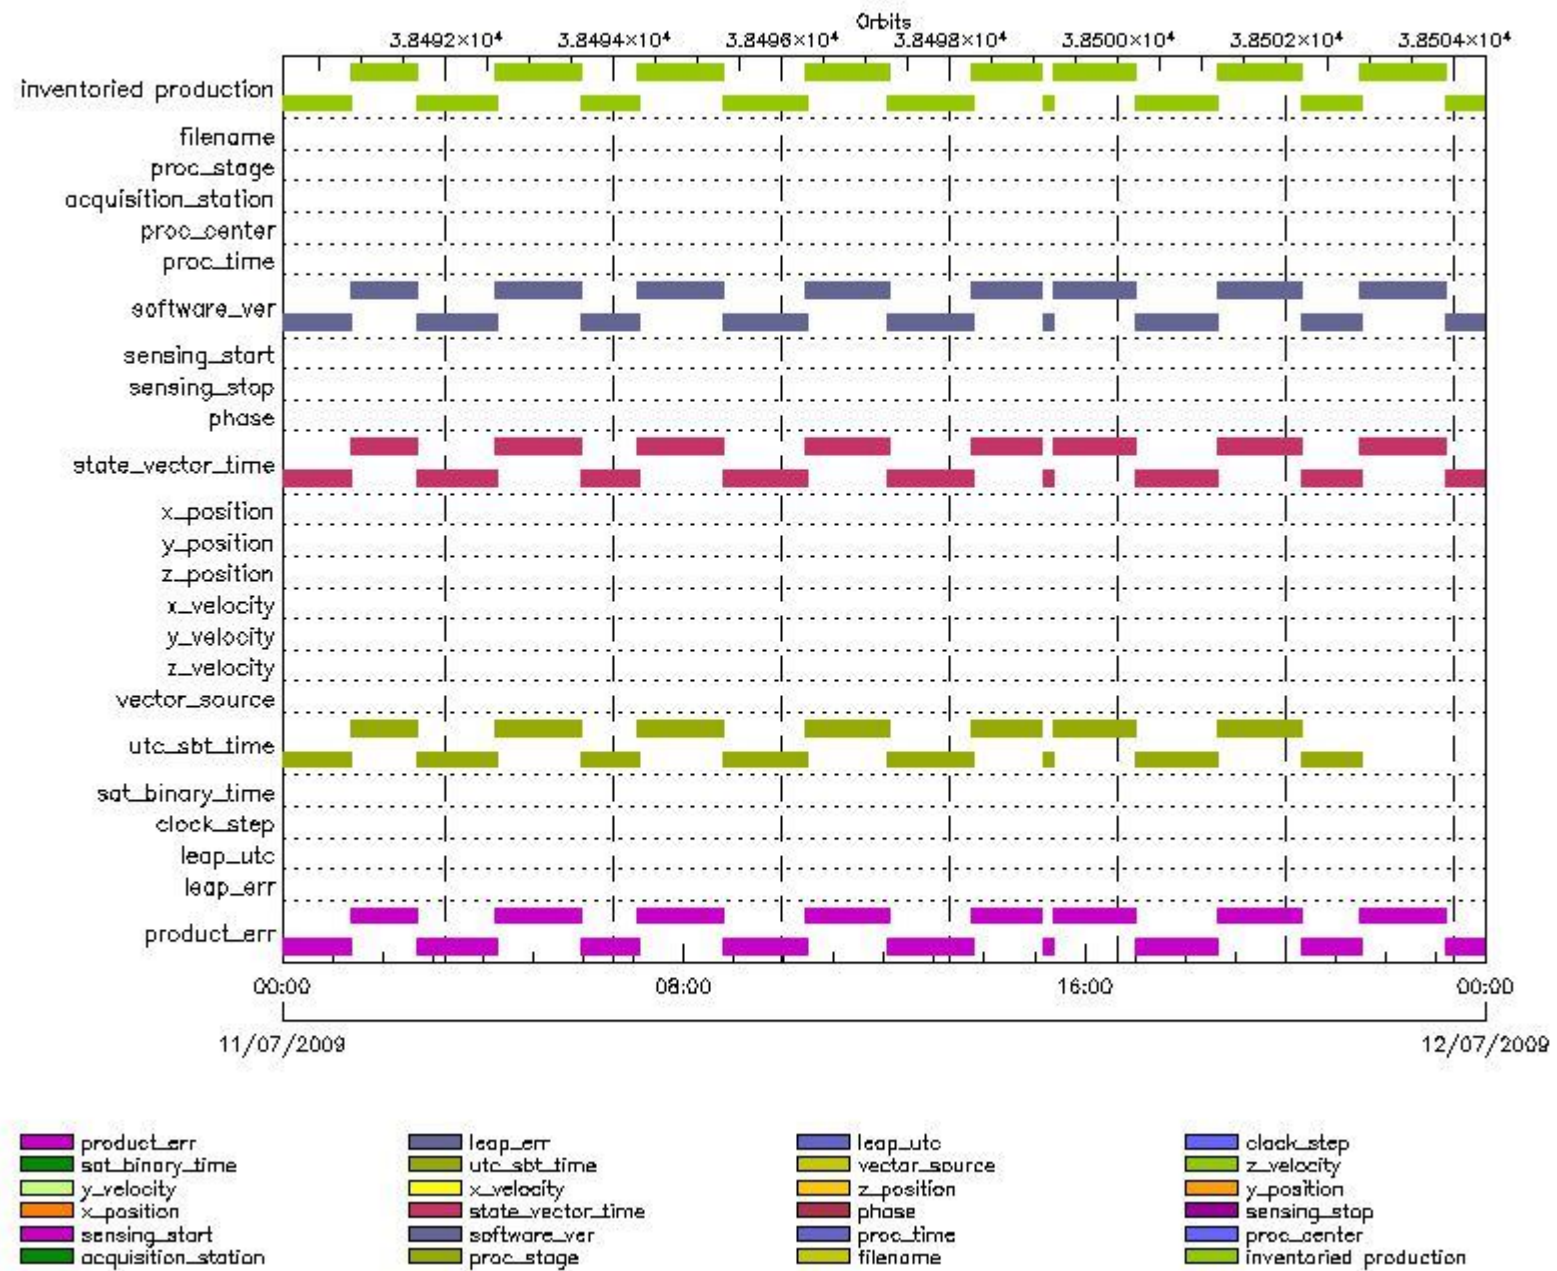 Orbits
3.8492×10⁴ 3.8494×10⁴ 3.8496×10⁴ 3.8498×10⁴ 3.8500×10⁴ 3.8502×10⁴ 3.8504×10⁴
inventoried production
filename
proc_stage
acquisition_station
proc_center
proc_time
software_ver
sensing_start
sensing_stop
phase
state_vector_time
x_position
y_position
z_position
x_velocity
y_velocity
z_velocity
vector_source
utc_sbt_time
sat_binary_time
clock_step
leap_utc
leap_err
product_err
00:00 08:00 16:00 00:00
11/07/2009 12/07/2009
product_err leap_err leap_utc clock_step
sat_binary_time utc_sbt_time vector_source z_velocity
y_velocity x_velocity z_position y_position
x_position state_vector_time phase sensing_stop
sensing_start software_ver proc_time proc_center
acquisition_station proc_stage filename inventoried production